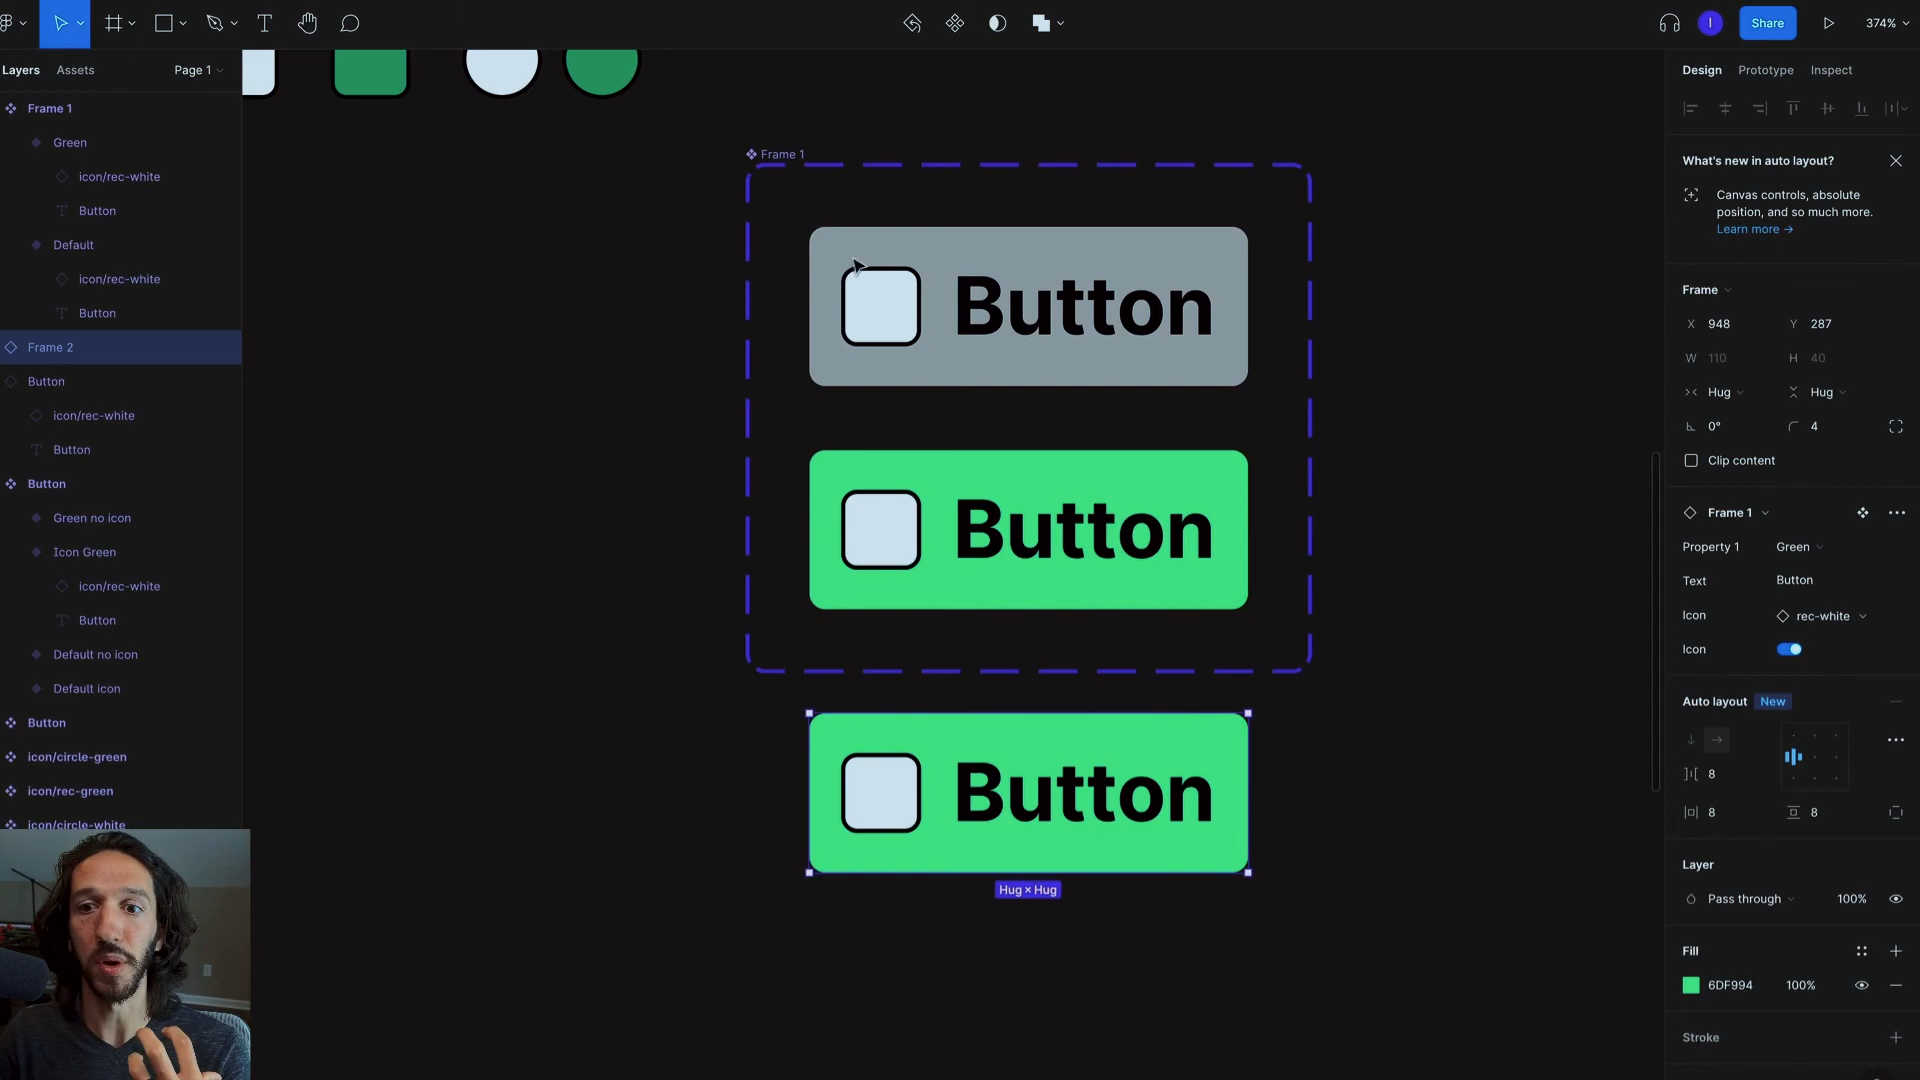 Share
374%
Layers
Assets
Page 1
Frame 1
Green
icon/rec-white
Button
Default
icon/rec-white
Button
Frame 2
Button
icon/rec-white
Button
Button
Green no icon
Icon Green
icon/rec-white
Button
Default no icon
Default icon
Button
icon/circle-green
icon/rec-green
icon/circle-white
Frame 1
Button
Button
Button
Hug × Hug
Design
Prototype
Inspect
What's new in auto layout?
Canvas controls, absolute
position, and so much more.
Learn more →
Frame
X 948
Y 287
W 110
H 40
Hug
Hug
0°
4
Clip content
Frame 1
Property 1
Green
Text
Button
Icon
rec-white
Icon
Auto layout
New
8
8
8
Layer
Pass through
100%
Fill
6DF994
100%
Stroke